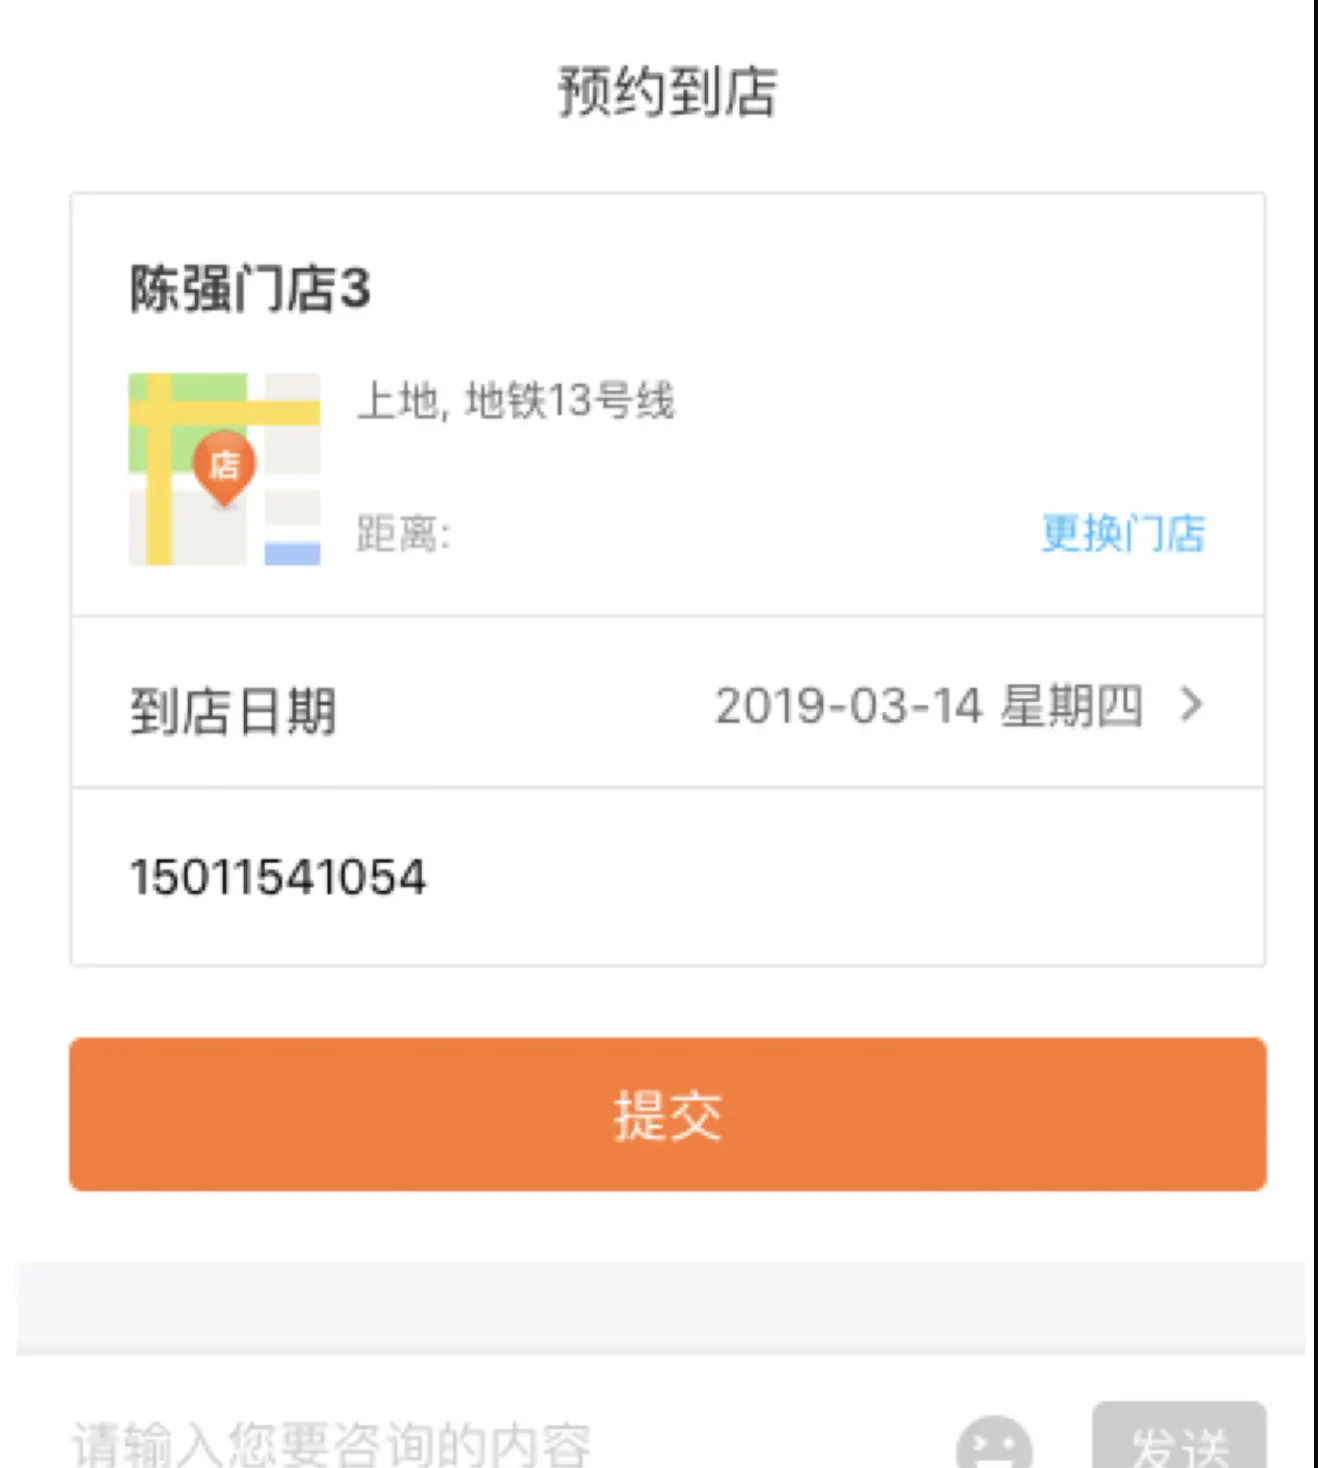 预约到店
陈强门店3
上地, 地铁13号线
店
距离:
更换门店
到店日期
2019-03-14 星期四
15011541054
提交
请输入您要咨询的内容
发送